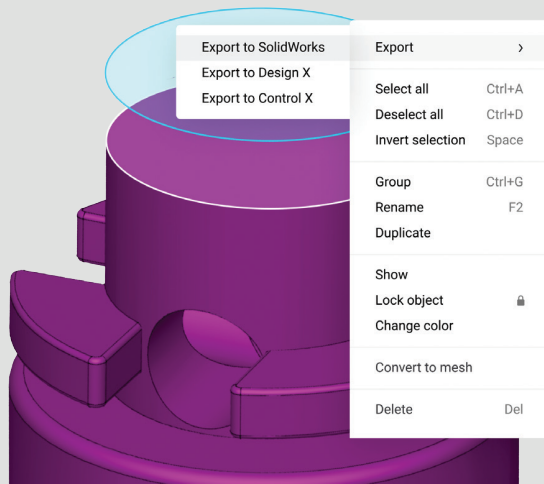 Export to SolidWorks
Export to Design X
Export to Control X
Export ›
Select all Ctrl+A
Deselect all Ctrl+D
Invert selection Space
Group Ctrl+G
Rename F2
Duplicate
Show
Lock object
Change color
Convert to mesh
Delete Del